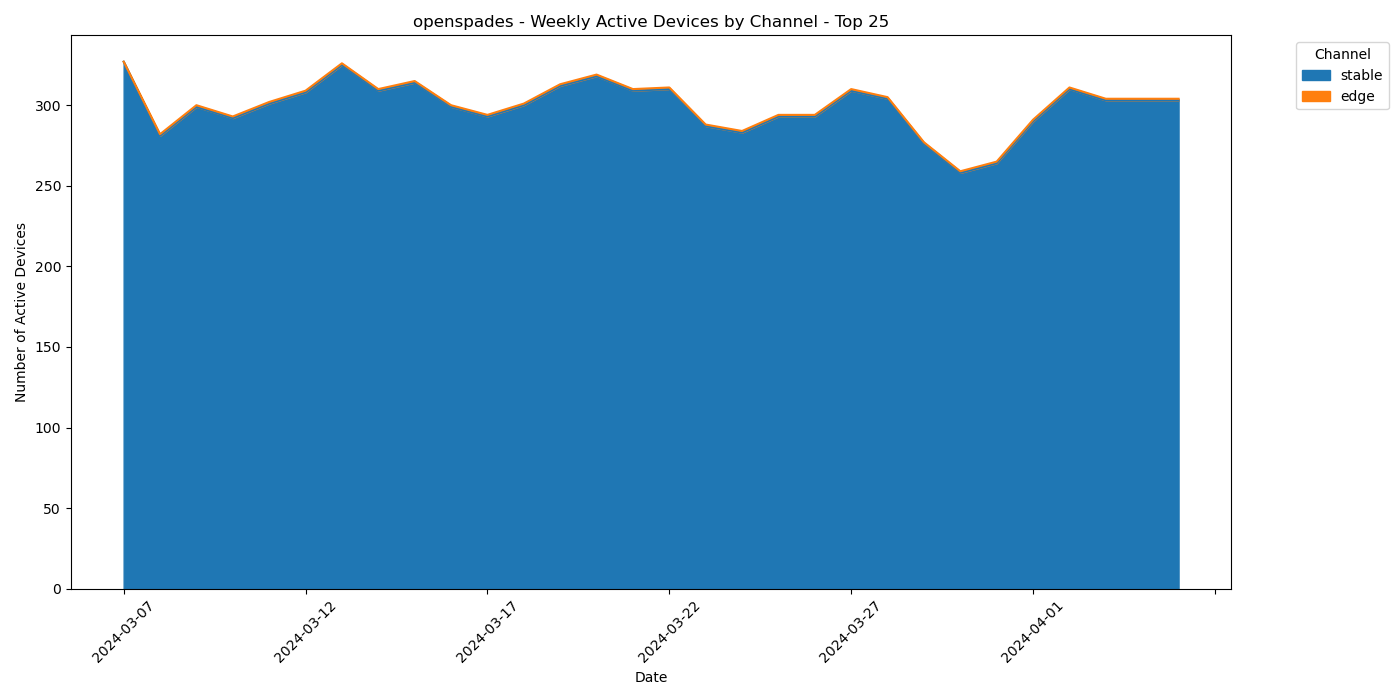 openspades - Weekly Active Devices by Channel - Top 25
Channel
stable
edge
Number of Active Devices
300
250
200
150
100
50
0
2024-03-07
2024-03-12
2024-03-17
2024-03-22
2024-03-27
2024-04-01
Date